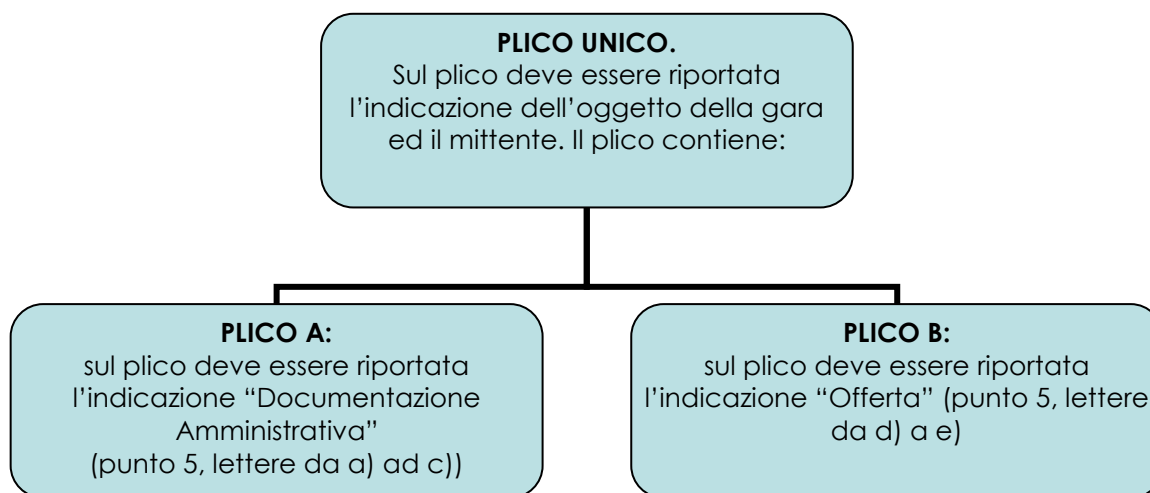 PLICO UNICO.
Sul plico deve essere riportata
l’indicazione dell’oggetto della gara
ed il mittente. Il plico contiene:
PLICO A:
sul plico deve essere riportata
l’indicazione “Documentazione
Amministrativa”
(punto 5, lettere da a) ad c))
PLICO B:
sul plico deve essere riportata
l’indicazione “Offerta” (punto 5, lettere
da d) a e)